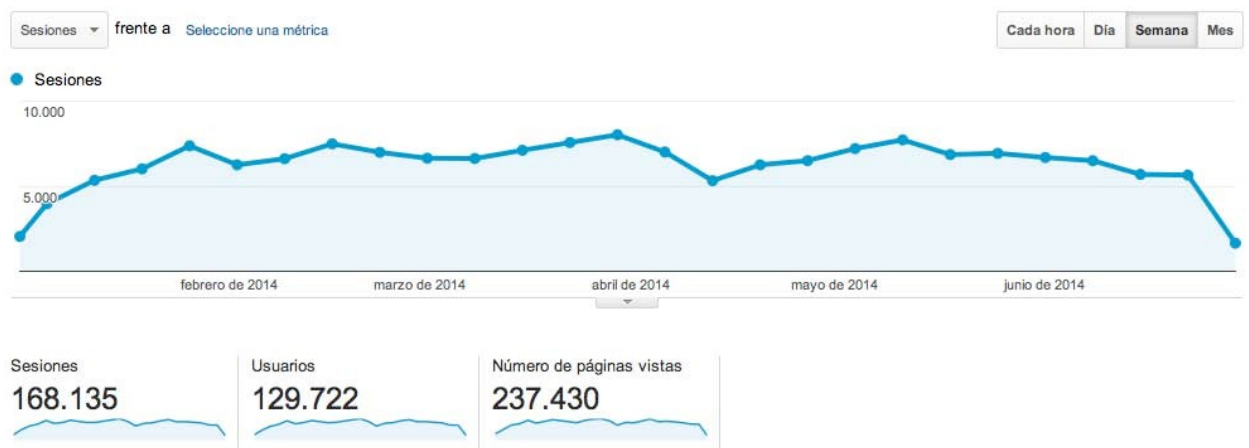 Sesiones frente a Seleccione una métrica Cada hora Día Semana Mes
Sesiones
10.000
5.000
febrero de 2014 marzo de 2014 abril de 2014 mayo de 2014 junio de 2014
Sesiones Usuarios Número de páginas vistas
168.135 129.722 237.430